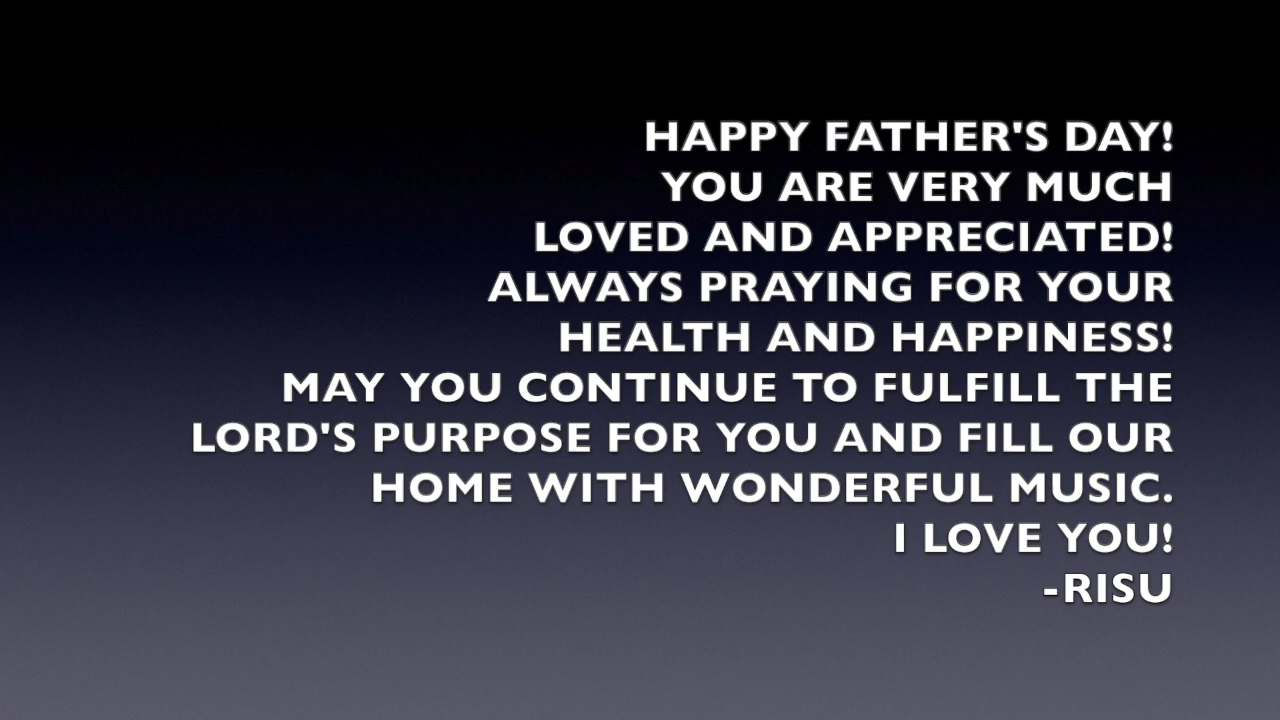 HAPPY FATHER'S DAY!
YOU ARE VERY MUCH
LOVED AND APPRECIATED!
ALWAYS PRAYING FOR YOUR
HEALTH AND HAPPINESS!
MAY YOU CONTINUE TO FULFILL THE
LORD'S PURPOSE FOR YOU AND FILL OUR
HOME WITH WONDERFUL MUSIC.
I LOVE YOU!
-RISU